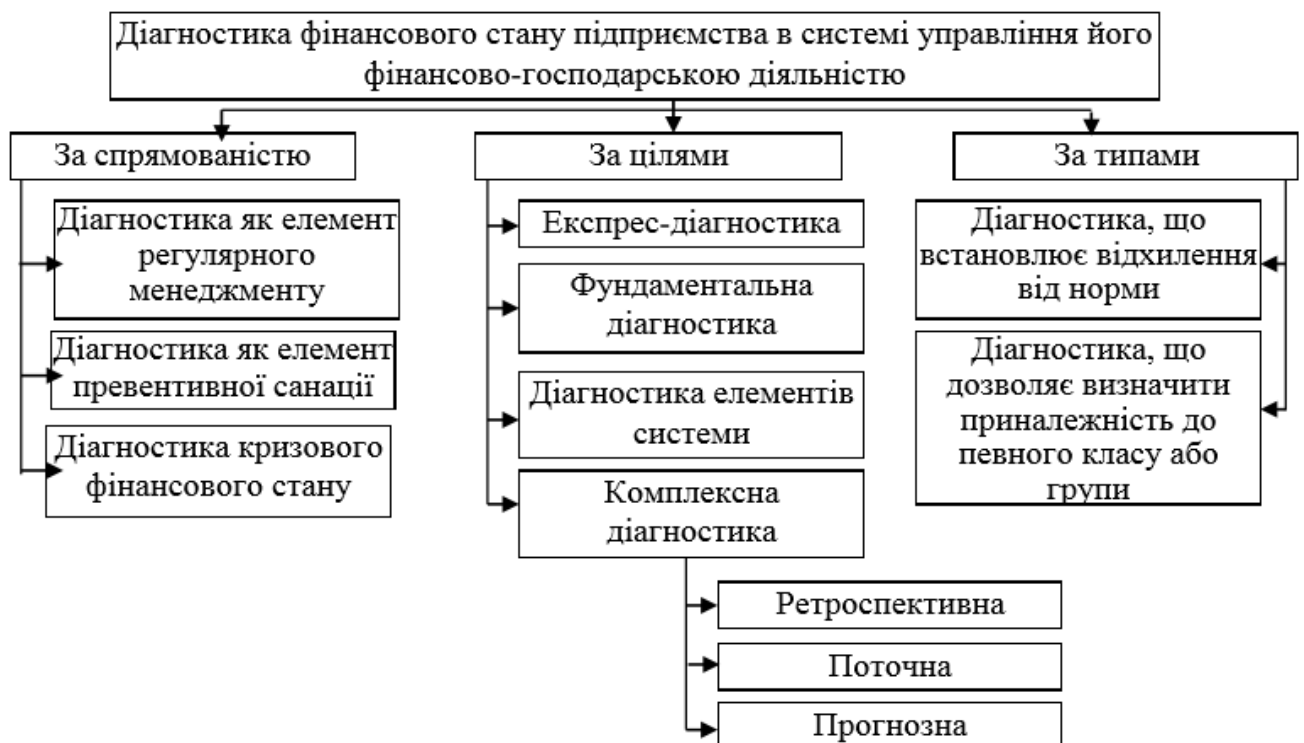 Діагностика фінансового стану підприємства в системі управління його
фінансово-господарською діяльністю
За спрямованістю
Діагностика як елемент
регулярного
менеджменту
Діагностика як елемент
превентивної санації
Діагностика кризового
фінансового стану
За цілями
Експрес-діагностика
Фундаментальна
діагностика
Діагностика елементів
системи
Комплексна
діагностика
Ретроспективна
Поточна
Прогнозна
За типами
Діагностика, що
встановлює відхилення
від норми
Діагностика, що
дозволяє визначити
приналежність до
певного класу або
групи